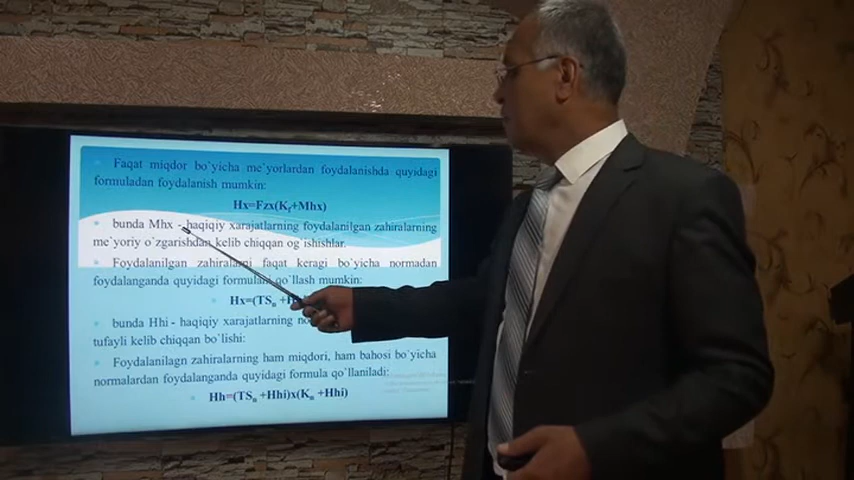 Faqat miqdor bo`yicha me`yorlardan foydalanishda quyidagi
formuladan foydalanish mumkin:
Hx=Fzx(Kf+Mhx)
bunda Mhx - haqiqiy xarajatlarning foydalanilgan zahiralarning
me`yoriy o`zgarishdan kelib chiqqan og ishishlar.
Foydalanilgan zahiralarni faqat keragi bo`yicha normadan
foydalanganda quyidagi formulani qo`llash mumkin:
Hx=(TSn +H
bunda Hhi - haqiqiy xarajatlarning
tufayli kelib chiqqan bo`lishi:
Foydalanilagn zahiralarning ham miqdori, ham bahosi bo`yicha
normalardan foydalanganda quyidagi formula qo`llaniladi:
Hh=(TSn +Hhi)x(Kn +Hhi)